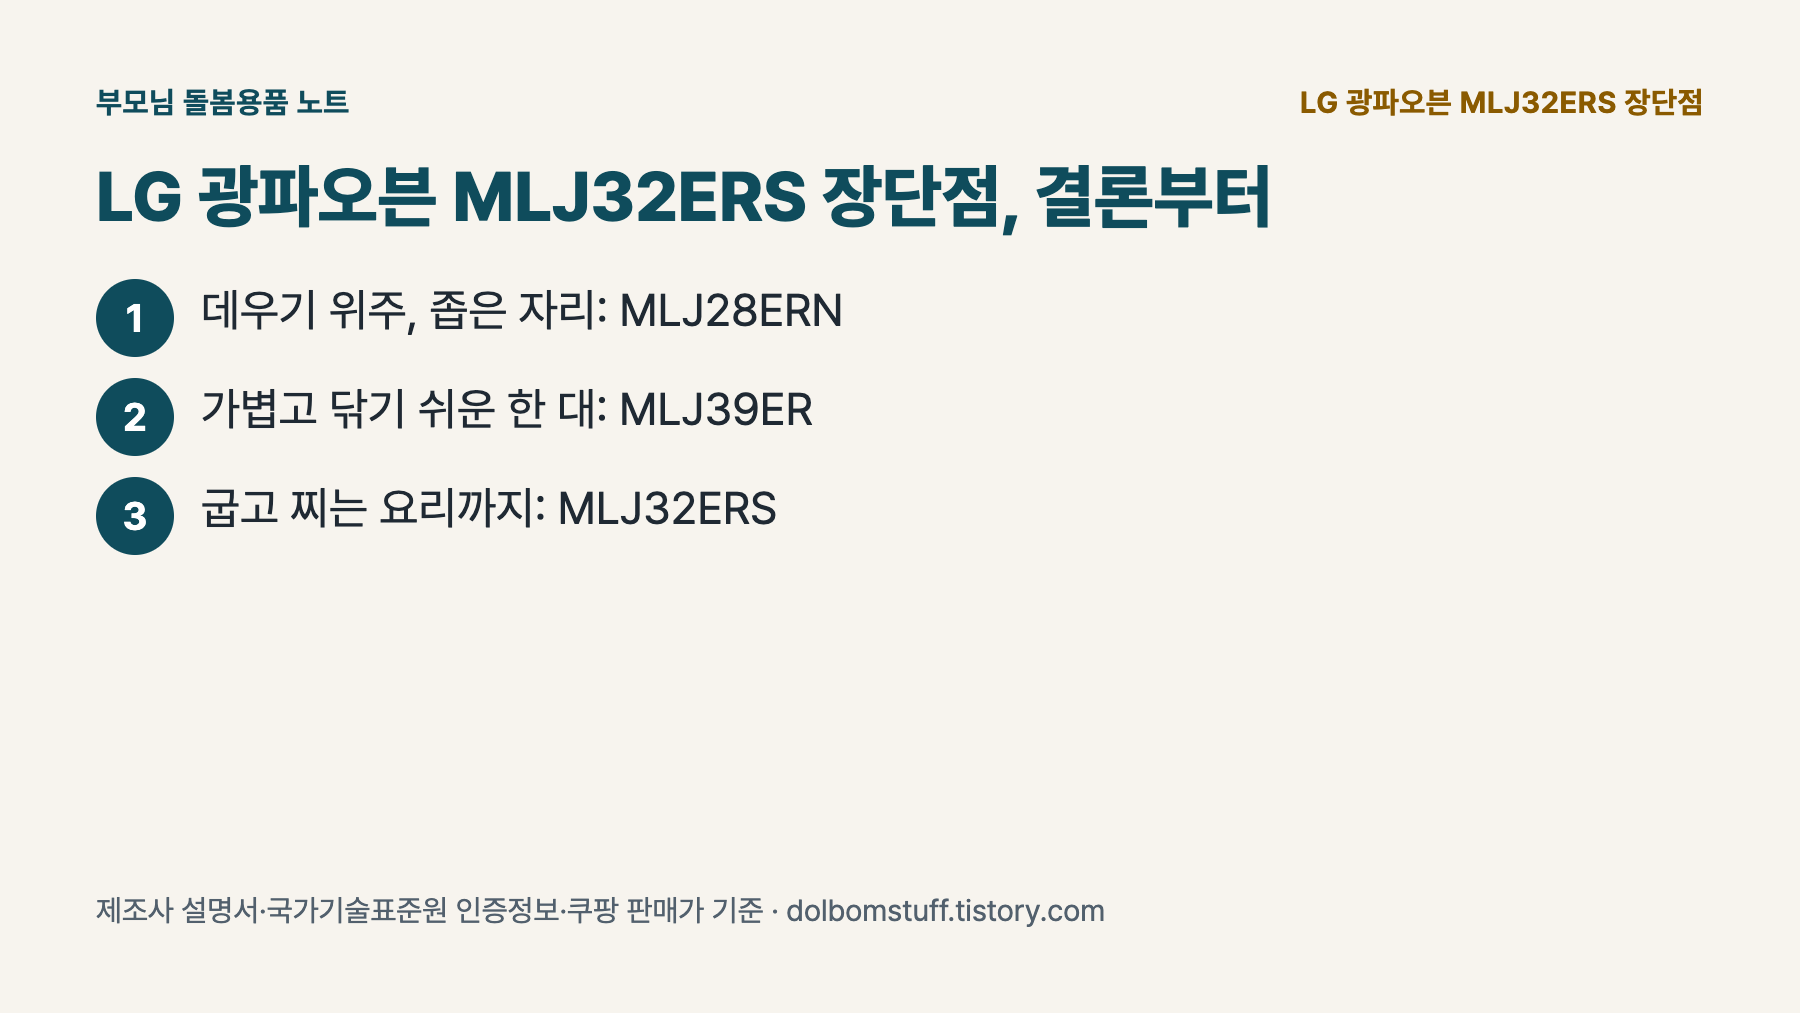 부모님 돌봄용품 노트
LG 광파오븐 MLJ32ERS 장단점
LG 광파오븐 MLJ32ERS 장단점, 결론부터
1 데우기 위주, 좁은 자리: MLJ28ERN
2 가볍고 닦기 쉬운 한 대: MLJ39ER
3 굽고 찌는 요리까지: MLJ32ERS
제조사 설명서·국가기술표준원 인증정보·쿠팡 판매가 기준 · dolbomstuff.tistory.com